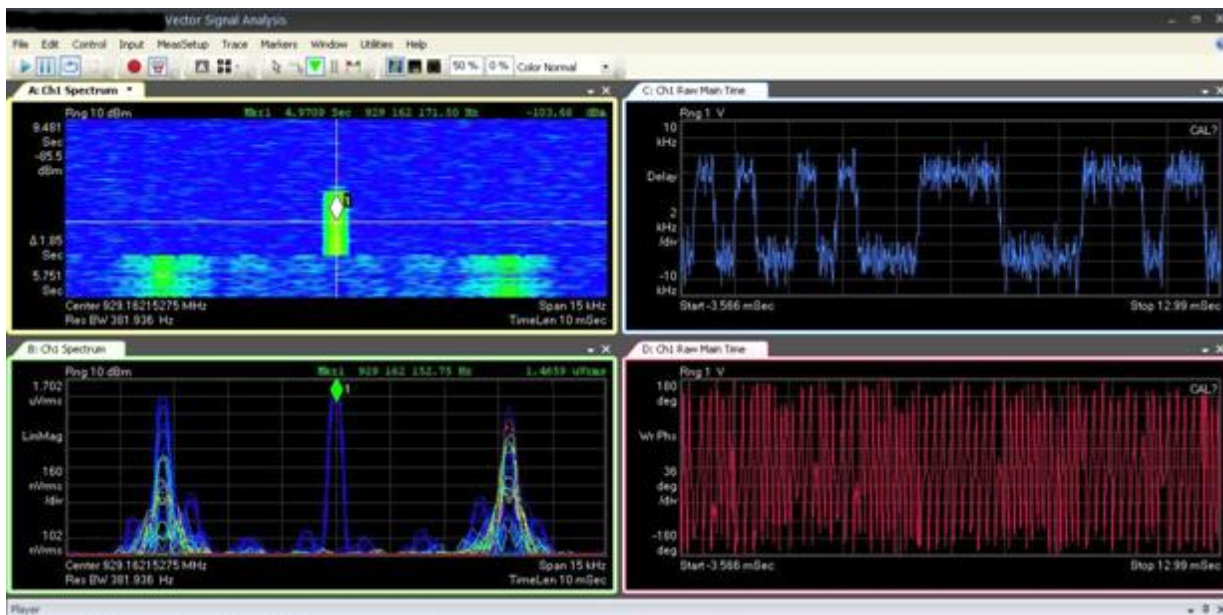 Vector Signal Analysis
File Edit Control Input MeasSetup Trace Markers Window Utilities Help
50 % 0 % Color Normal
A: Ch1 Spectrum *
Rng 10 dBm Mkr1 4.9700 Sec 929 162 171.50 Hz -103.68 dBm
9.481
Sec
-85.5
dBm
Δ 1.85
Sec
5.751
Sec
Center 929.16215275 MHz Span 15 kHz
Res BW 381.936 Hz TimeLen 10 mSec
C: Ch1 Raw Main Time
Rng 1 V
10
kHz
CAL?
Delay
2
kHz
/div
-10
kHz
Start -3.566 mSec Stop 12.99 mSec
B: Ch1 Spectrum
Rng 10 dBm Mkr1 929 162 152.75 Hz 1.4659 uVrms
1.702
uVrms
LinMag
160
nVrms
/div
102
nVrms
Center 929.16215275 MHz Span 15 kHz
Res BW 381.936 Hz TimeLen 10 mSec
D: Ch1 Raw Main Time
Rng 1 V
180
deg
CAL?
Wr Phs
36
deg
/div
-180
deg
Start -3.566 mSec Stop 12.99 mSec
Player